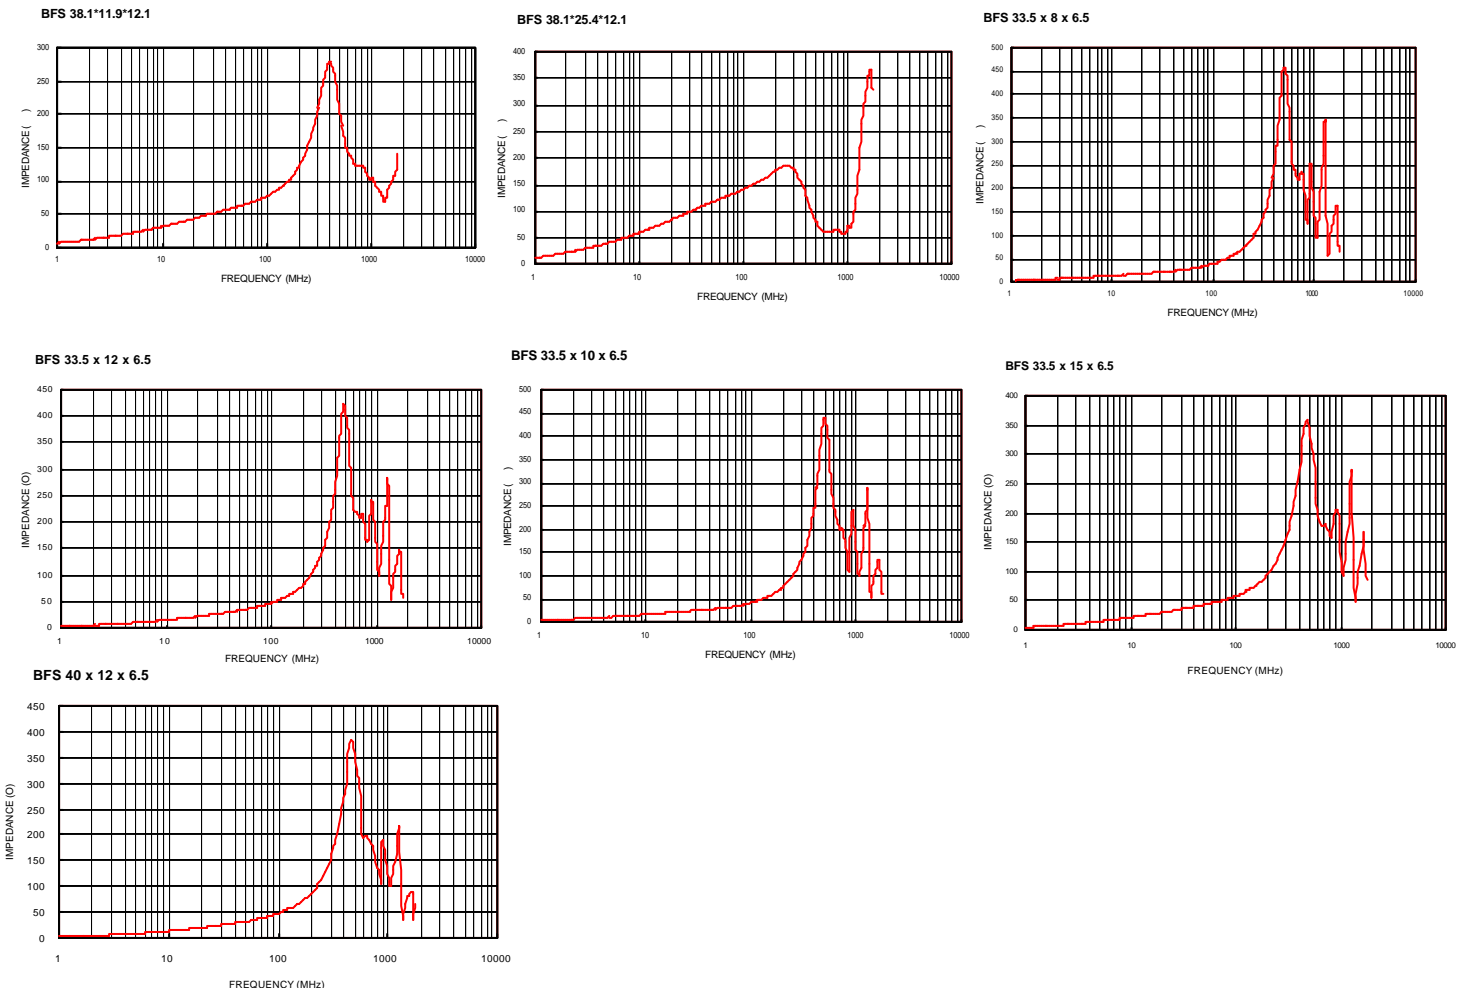 BFS 38.1*11.9*12.1
300
250
200
150
100
50
0
IMPEDANCE ( )
1 10 100 1000 10000
FREQUENCY (MHz)
BFS 38.1*25.4*12.1
400
350
300
250
200
150
100
50
0
IMPEDANCE ( )
1 10 100 1000 10000
FREQUENCY (MHz)
BFS 33.5 x 8 x 6.5
500
450
400
350
300
250
200
150
100
50
0
IMPEDANCE ( )
1 10 100 1000 10000
FREQUENCY (MHz)
BFS 33.5 x 12 x 6.5
450
400
350
300
250
200
150
100
50
0
IMPEDANCE (O)
1 10 100 1000 10000
FREQUENCY (MHz)
BFS 33.5 x 10 x 6.5
500
450
400
350
300
250
200
150
100
50
0
IMPEDANCE ( )
1 10 100 1000 10000
FREQUENCY (MHz)
BFS 33.5 x 15 x 6.5
400
350
300
250
200
150
100
50
0
IMPEDANCE (O)
1 10 100 1000 10000
FREQUENCY (MHz)
BFS 40 x 12 x 6.5
450
400
350
300
250
200
150
100
50
0
IMPEDANCE (O)
1 10 100 1000 10000
FREQUENCY (MHz)